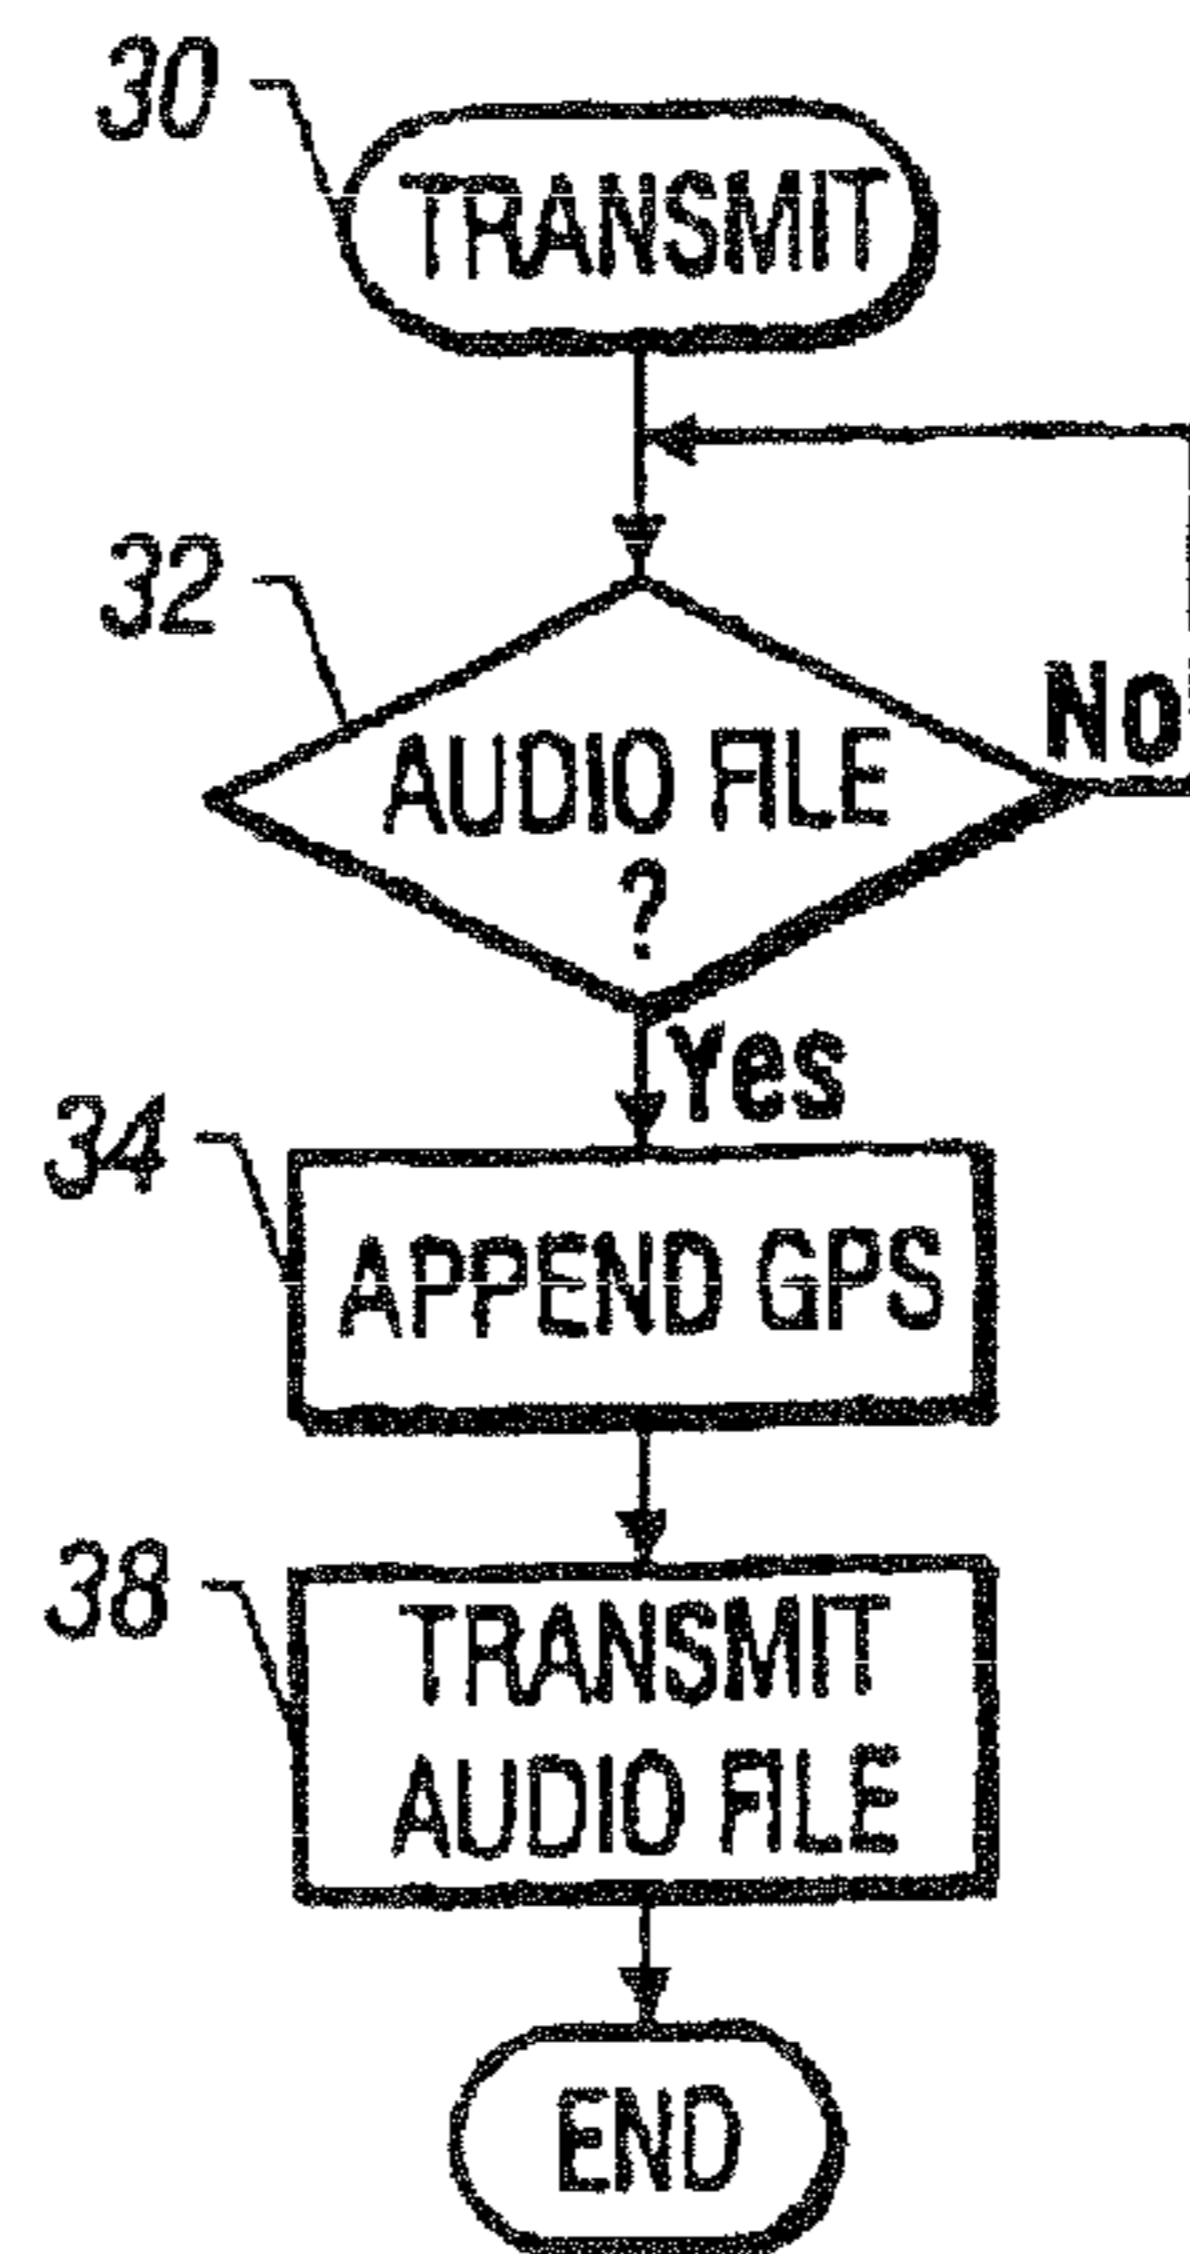 30
TRANSMIT
32
AUDIO FILE
?
No
Yes
34
APPEND GPS
38
TRANSMIT
AUDIO FILE
END